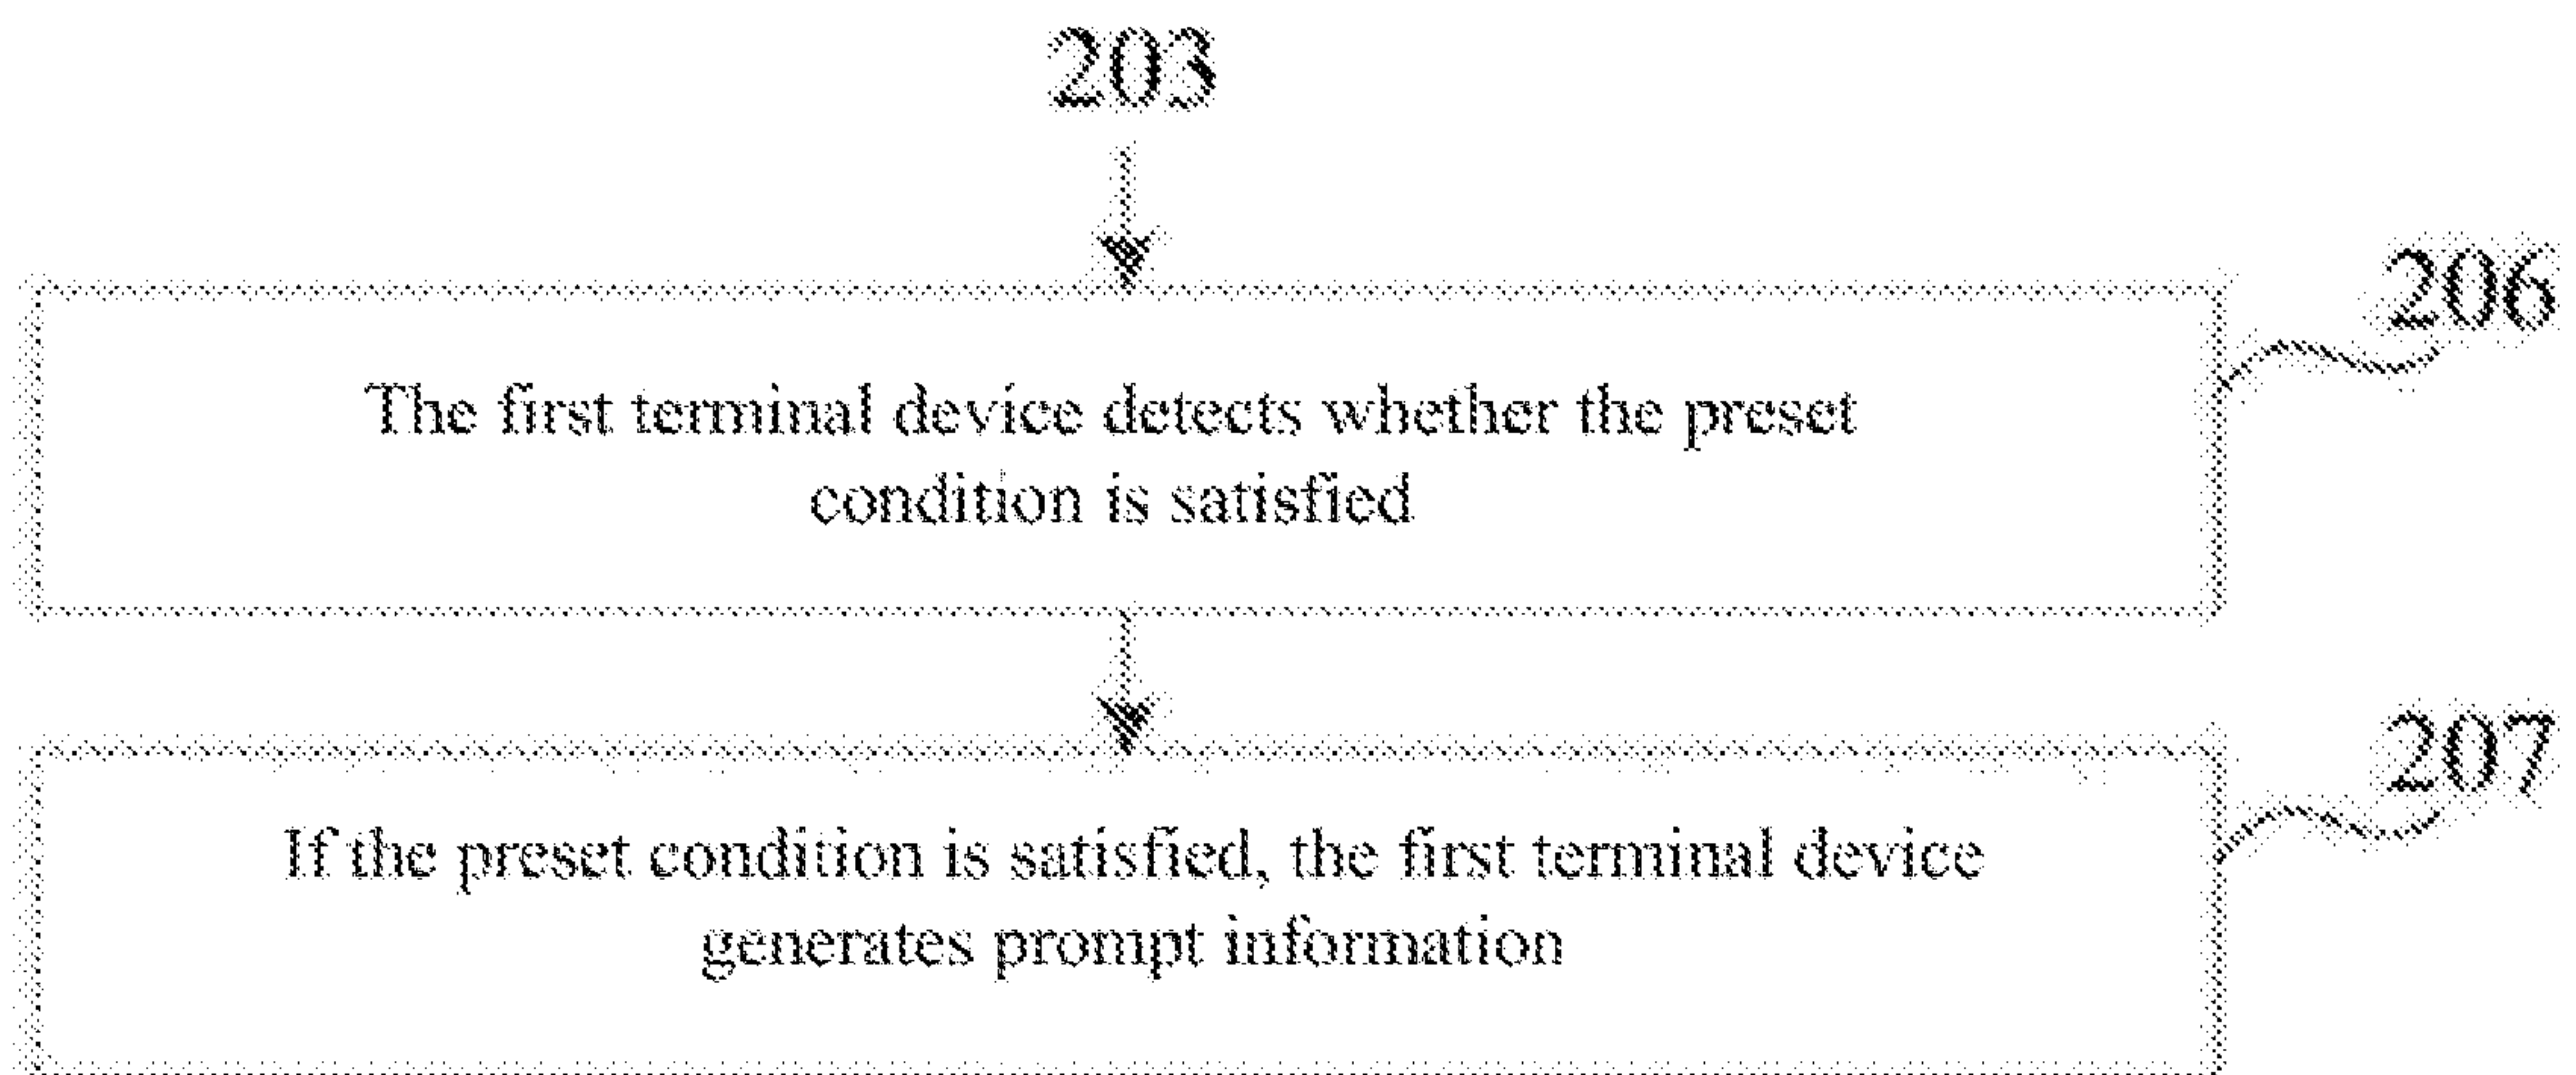 203
206
The first terminal device detects whether the preset
condition is satisfied
207
If the preset condition is satisfied, the first terminal device
generates prompt information